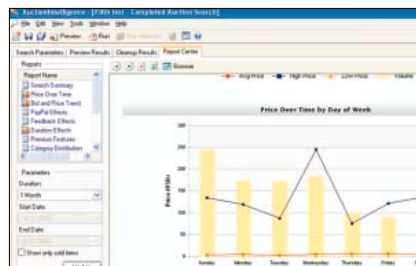 AuctionIntelligence - [Fifth test - Completed Auction Search]
File Edit View Tools Window Help
Preview Run
Search Parameters Preview Results Cleanup Results Report Center
Reports
Browser
Report Name
Search Summary
Price Over Time
Bid and Price Trend
PayPal Effects
Feedback Effects
Duration Effects
Premium Features
Category Distribution
Avg Price High Price Low Price Volume
Price Over Time by Day of Week
Parameters
Duration
1 Month
Start Date
End Date
Show only sold items
300
250
200
150
100
50
0
Sunday Monday Tuesday Wednesday Thursday Friday